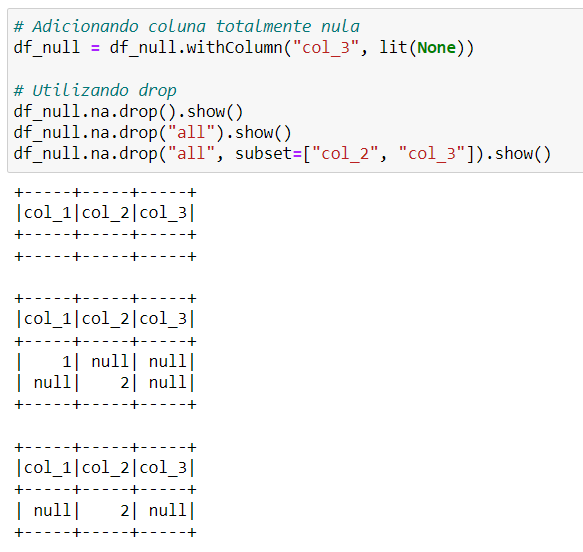 # Adicionando coluna totalmente nula
df_null = df_null.withColumn("col_3", lit(None))

# Utilizando drop
df_null.na.drop().show()
df_null.na.drop("all").show()
df_null.na.drop("all", subset=["col_2", "col_3"]).show()

+-----+-----+-----+
|col_1|col_2|col_3|
+-----+-----+-----+
+-----+-----+-----+

+-----+-----+-----+
|col_1|col_2|col_3|
+-----+-----+-----+
|    1| null| null|
| null|    2| null|
+-----+-----+-----+

+-----+-----+-----+
|col_1|col_2|col_3|
+-----+-----+-----+
| null|    2| null|
+-----+-----+-----+